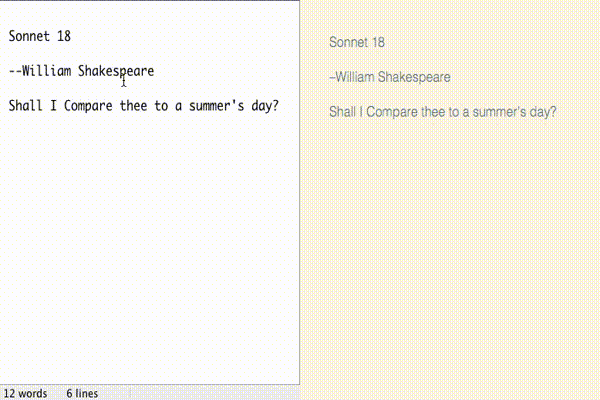 Sonnet 18
--William Shakespeare
Shall I Compare thee to a summer's day?
Sonnet 18
–William Shakespeare
Shall I Compare thee to a summer’s day?
12 words 6 lines